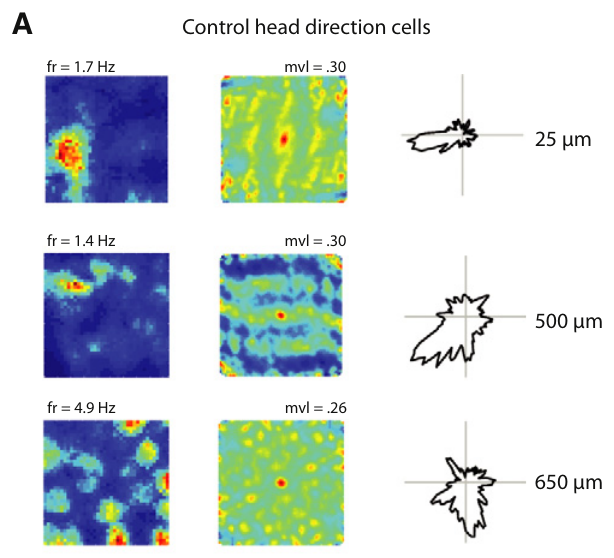 A
Control head direction cells
fr = 1.7 Hz
mvl = .30
25 µm
fr = 1.4 Hz
mvl = .30
500 µm
fr = 4.9 Hz
mvl = .26
650 µm